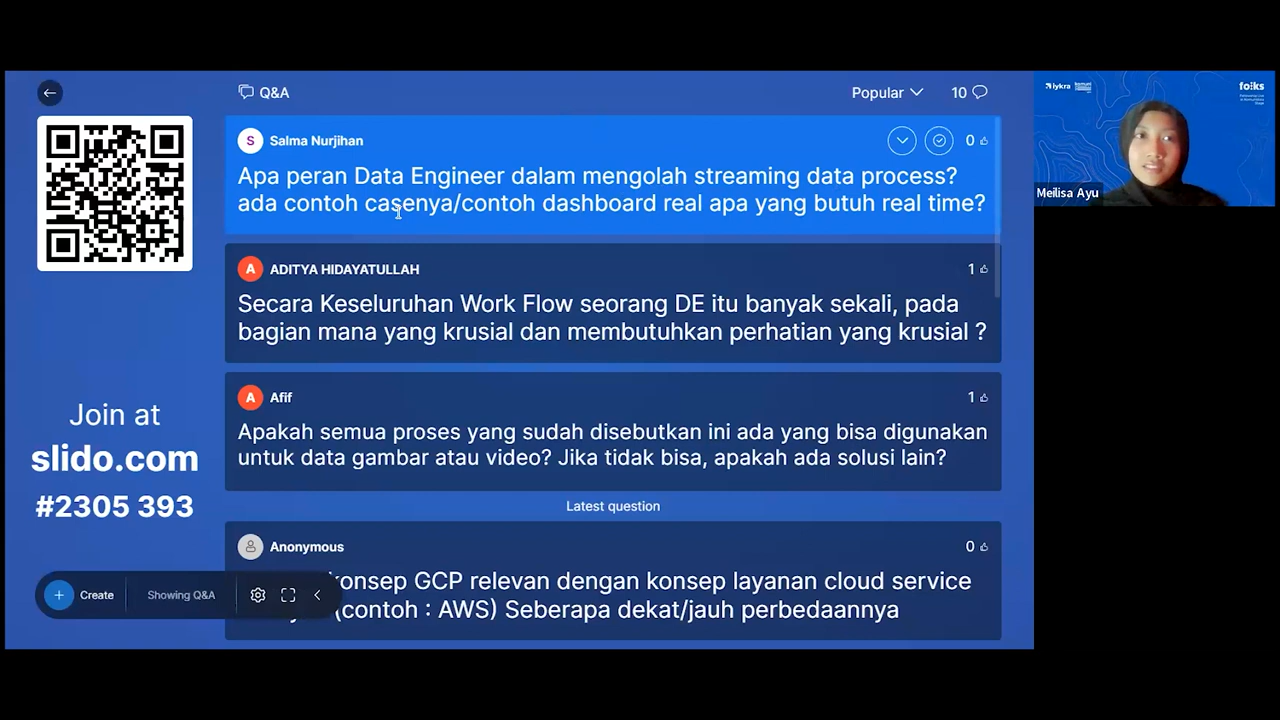 Q&A
Popular
10
Salma Nurjihan
0
Apa peran Data Engineer dalam mengolah streaming data process?
ada contoh casenya/contoh dashboard real apa yang butuh real time?
A
ADITYA HIDAYATULLAH
1
Secara Keseluruhan Work Flow seorang DE itu banyak sekali, pada
bagian mana yang krusial dan membutuhkan perhatian yang krusial ?
A
Afif
1
Apakah semua proses yang sudah disebutkan ini ada yang bisa digunakan
untuk data gambar atau video? Jika tidak bisa, apakah ada solusi lain?
Latest question
Anonymous
0
konsep GCP relevan dengan konsep layanan cloud service
(contoh : AWS) Seberapa dekat/jauh perbedaannya
Join at
slido.com
#2305 393
Create
Showing Q&A
S
lykra
fo:ks
Meilisa Ayu